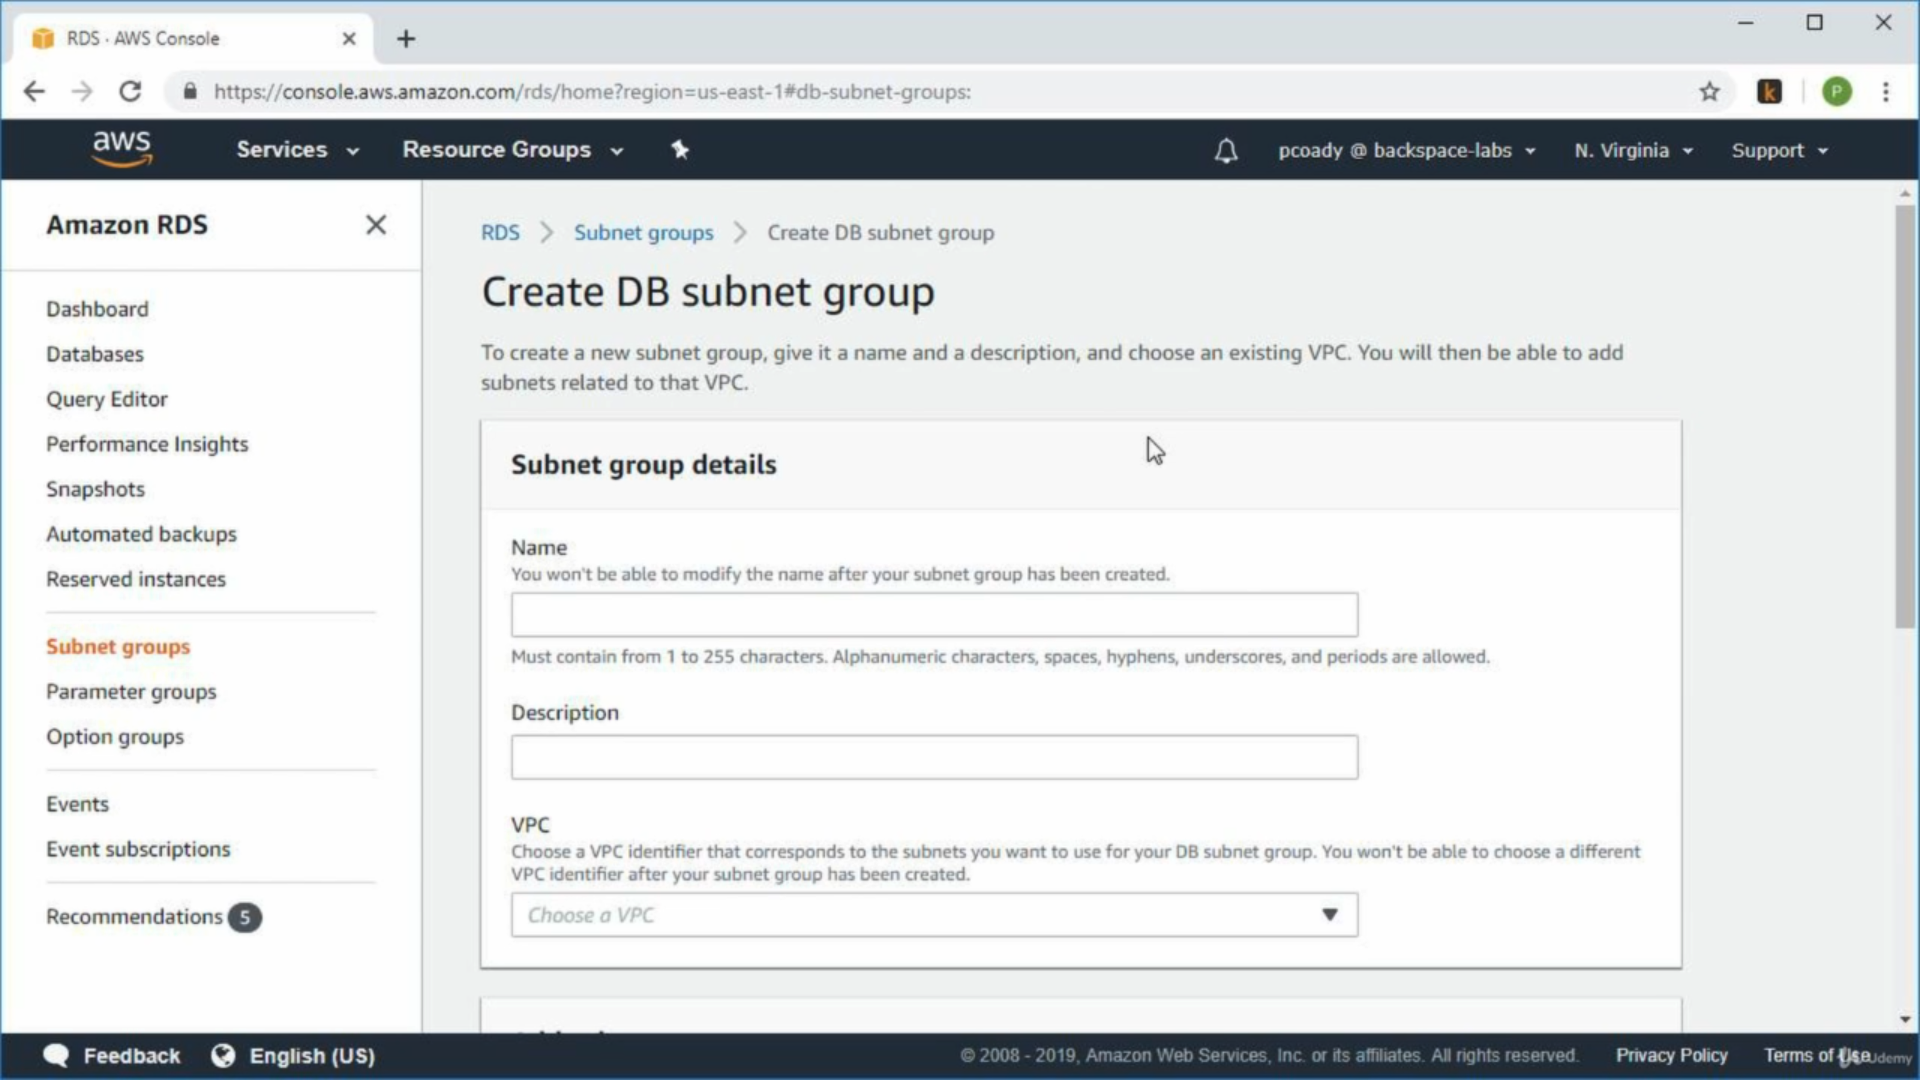 RDS · AWS Console
https://console.aws.amazon.com/rds/home?region=us-east-1#db-subnet-groups:
k
P
aws
Services
Resource Groups
pcoady @ backspace-labs
N. Virginia
Support
Amazon RDS
Dashboard
Databases
Query Editor
Performance Insights
Snapshots
Automated backups
Reserved instances
Subnet groups
Parameter groups
Option groups
Events
Event subscriptions
Recommendations 5
RDS > Subnet groups > Create DB subnet group
Create DB subnet group
To create a new subnet group, give it a name and a description, and choose an existing VPC. You will then be able to add
subnets related to that VPC.
Subnet group details
Name
You won't be able to modify the name after your subnet group has been created.
Must contain from 1 to 255 characters. Alphanumeric characters, spaces, hyphens, underscores, and periods are allowed.
Description
VPC
Choose a VPC identifier that corresponds to the subnets you want to use for your DB subnet group. You won't be able to choose a different
VPC identifier after your subnet group has been created.
Choose a VPC
Feedback
English (US)
© 2008 - 2019, Amazon Web Services, Inc. or its affiliates. All rights reserved.
Privacy Policy
Terms of Use
Udemy